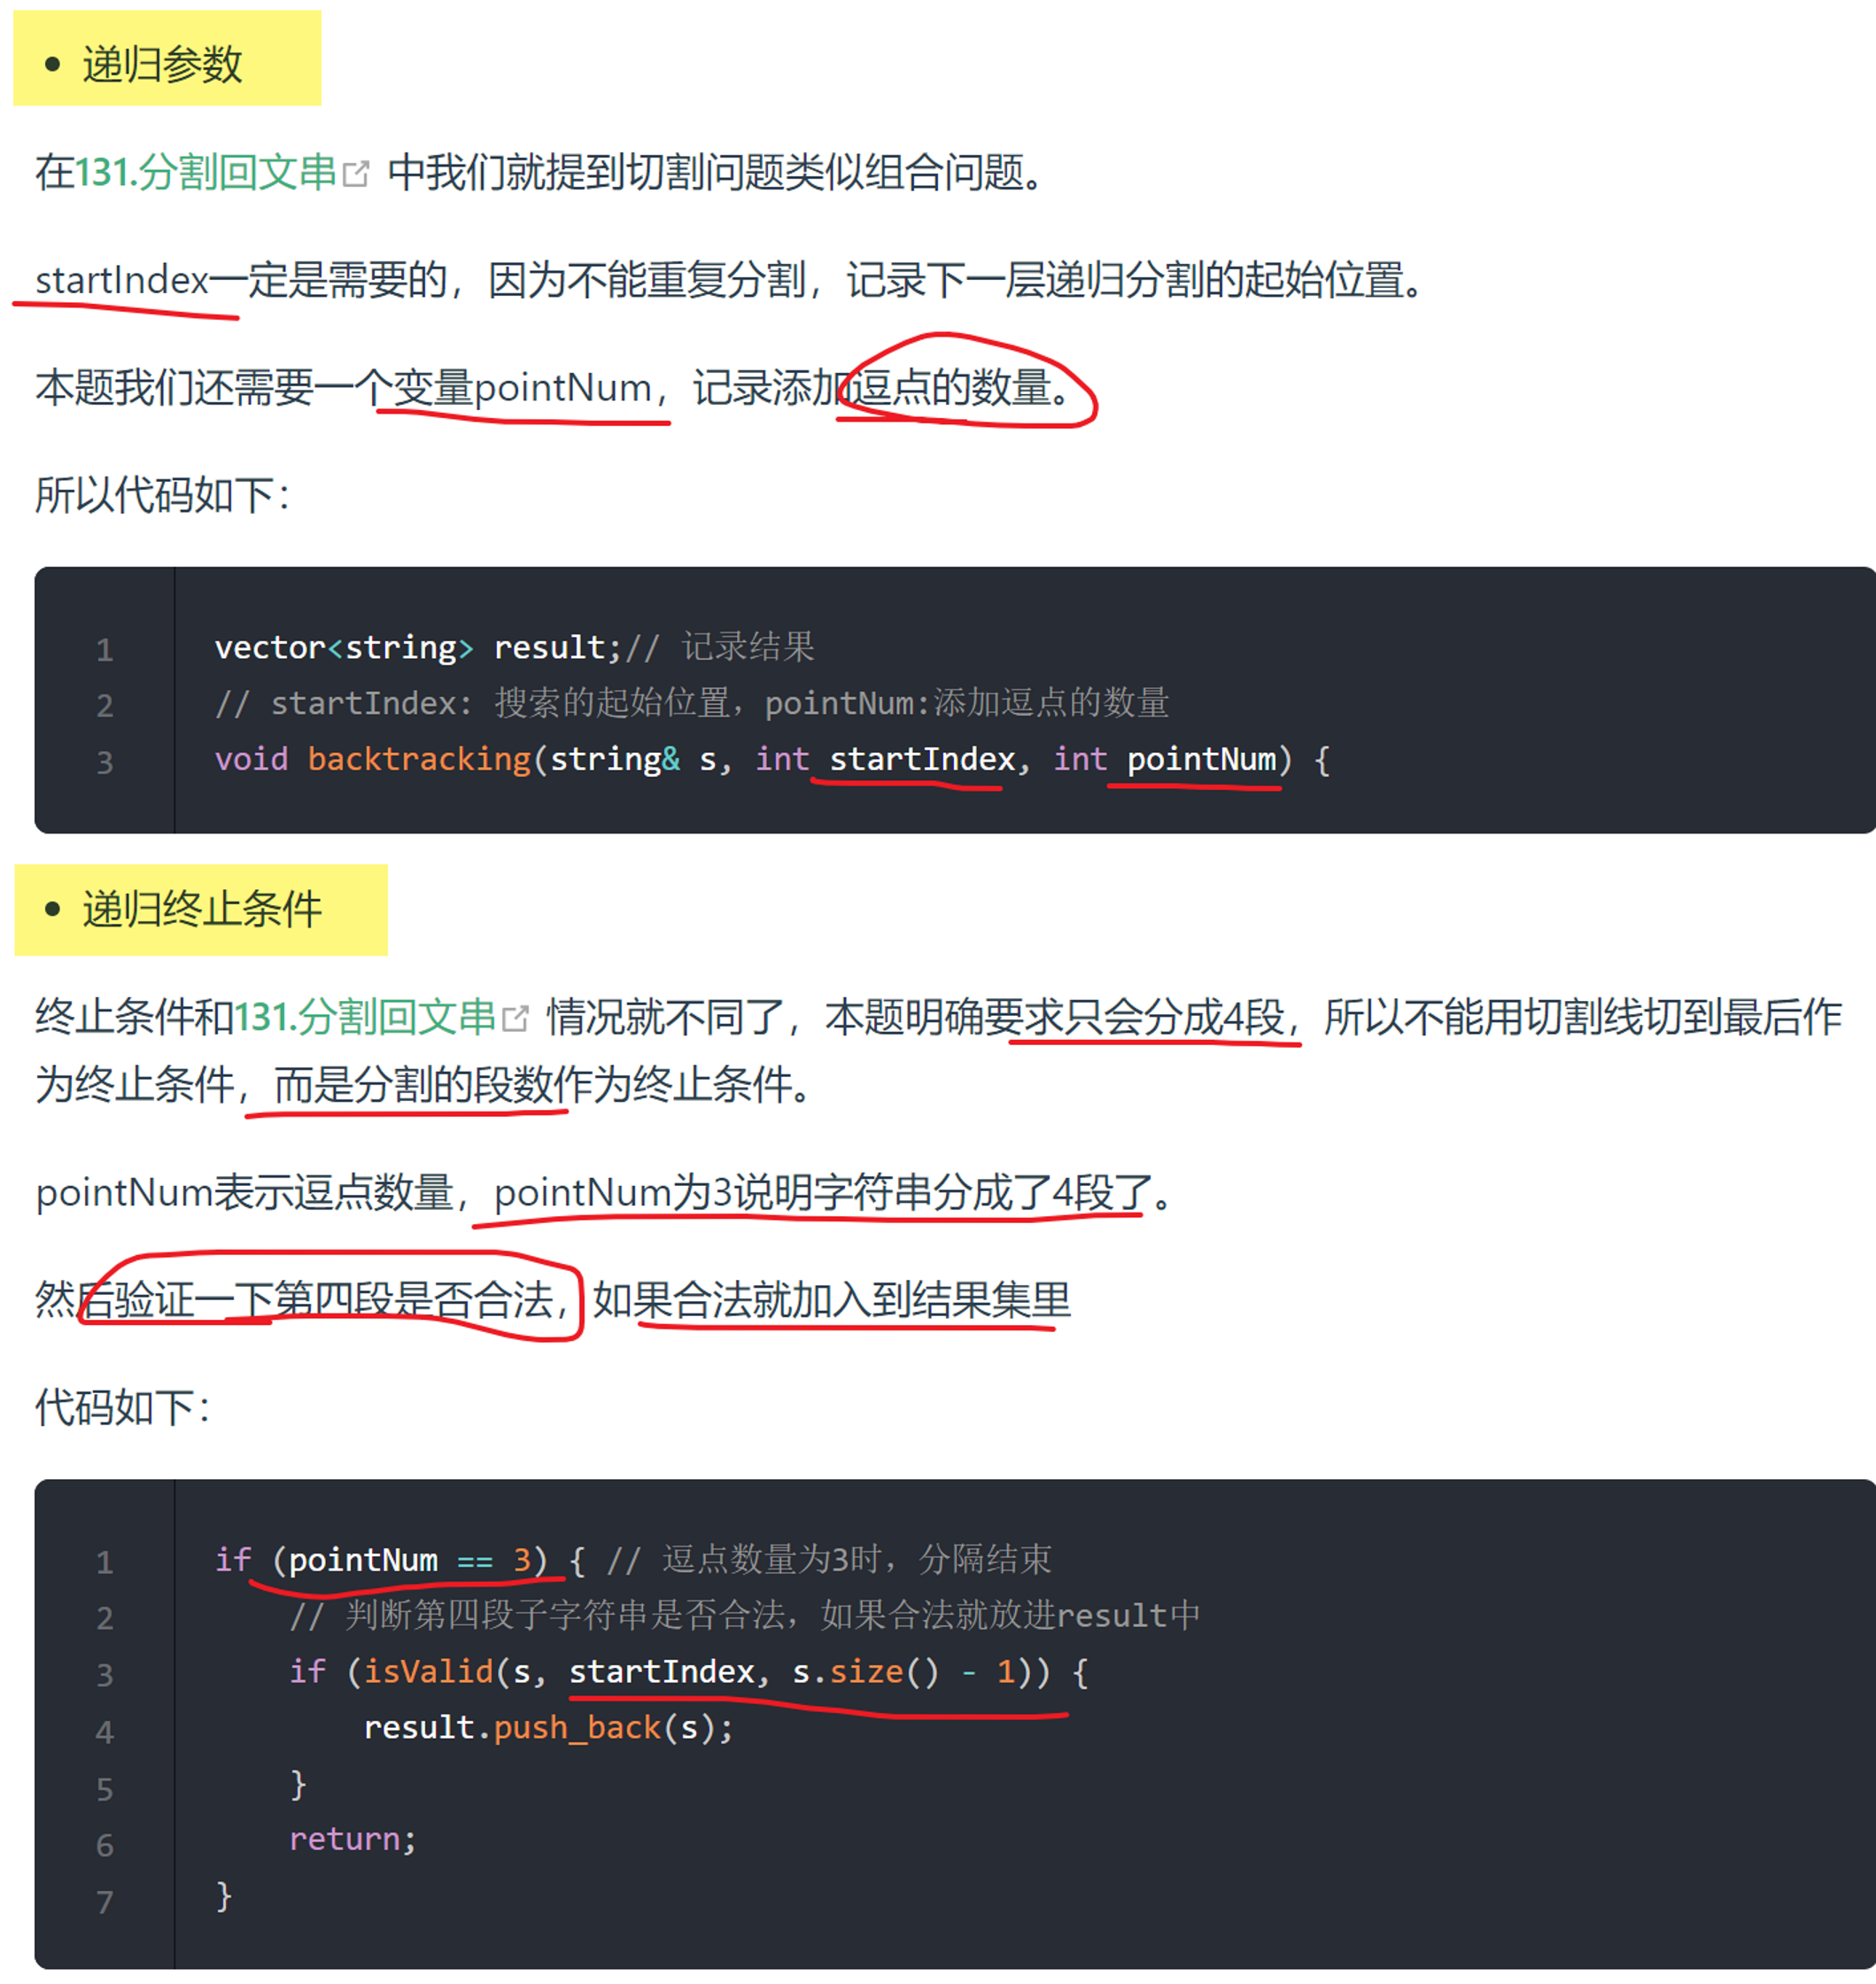 • 递归参数
在131.分割回文串 中我们就提到切割问题类似组合问题。
startIndex一定是需要的，因为不能重复分割，记录下一层递归分割的起始位置。
本题我们还需要一个变量pointNum，记录添加逗点的数量。
所以代码如下：
1 vector<string> result;// 记录结果
2 // startIndex: 搜索的起始位置，pointNum:添加逗点的数量
3 void backtracking(string& s, int startIndex, int pointNum) {
• 递归终止条件
终止条件和131.分割回文串 情况就不同了，本题明确要求只会分成4段，所以不能用切割线切到最后作
为终止条件，而是分割的段数作为终止条件。
pointNum表示逗点数量，pointNum为3说明字符串分成了4段了。
然后验证一下第四段是否合法，如果合法就加入到结果集里
代码如下：
1 if (pointNum == 3) { // 逗点数量为3时，分隔结束
2 // 判断第四段子字符串是否合法，如果合法就放进result中
3 if (isValid(s, startIndex, s.size() - 1)) {
4 result.push_back(s);
5 }
6 return;
7 }